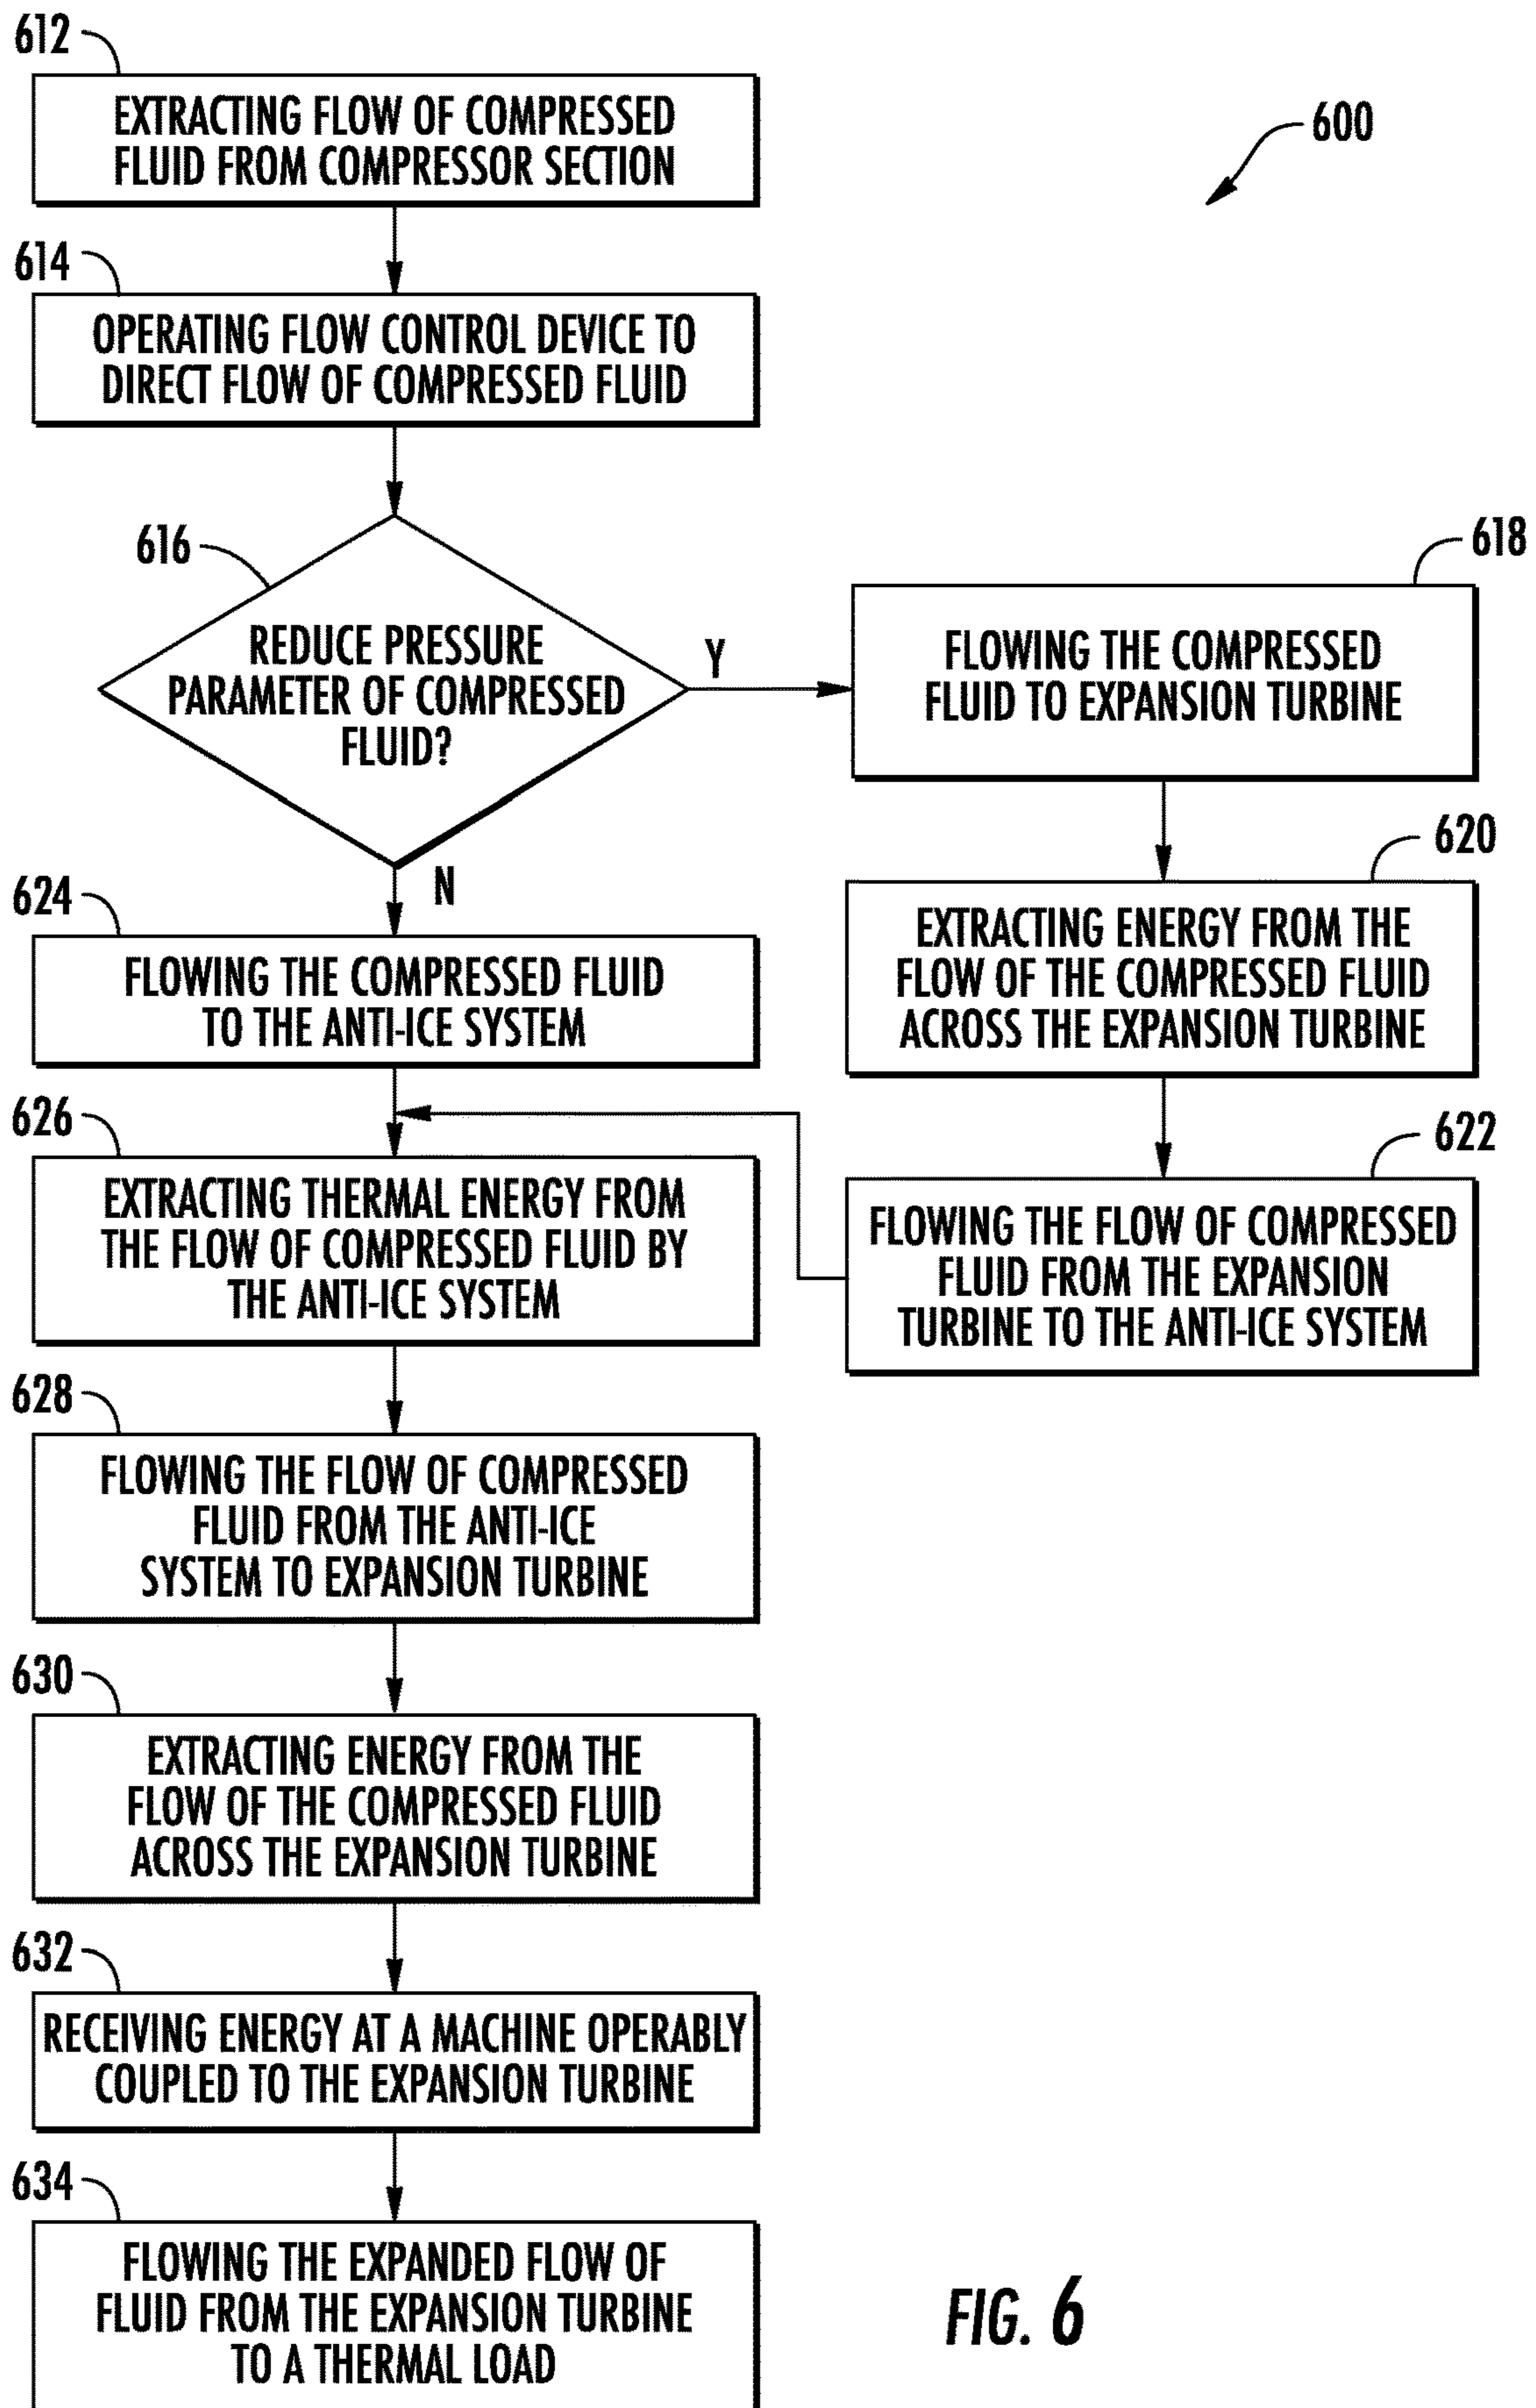 612
EXTRACTING FLOW OF COMPRESSED
FLUID FROM COMPRESSOR SECTION
600
614
OPERATING FLOW CONTROL DEVICE TO
DIRECT FLOW OF COMPRESSED FLUID
616
REDUCE PRESSURE
PARAMETER OF COMPRESSED
FLUID?
Y
N
618
FLOWING THE COMPRESSED
FLUID TO EXPANSION TURBINE
620
EXTRACTING ENERGY FROM THE
FLOW OF THE COMPRESSED FLUID
ACROSS THE EXPANSION TURBINE
622
FLOWING THE FLOW OF COMPRESSED
FLUID FROM THE EXPANSION
TURBINE TO THE ANTI-ICE SYSTEM
624
FLOWING THE COMPRESSED FLUID
TO THE ANTI-ICE SYSTEM
626
EXTRACTING THERMAL ENERGY FROM
THE FLOW OF COMPRESSED FLUID BY
THE ANTI-ICE SYSTEM
628
FLOWING THE FLOW OF COMPRESSED
FLUID FROM THE ANTI-ICE
SYSTEM TO EXPANSION TURBINE
630
EXTRACTING ENERGY FROM THE
FLOW OF THE COMPRESSED FLUID
ACROSS THE EXPANSION TURBINE
632
RECEIVING ENERGY AT A MACHINE OPERABLY
COUPLED TO THE EXPANSION TURBINE
634
FLOWING THE EXPANDED FLOW OF
FLUID FROM THE EXPANSION TURBINE
TO A THERMAL LOAD
FIG. 6